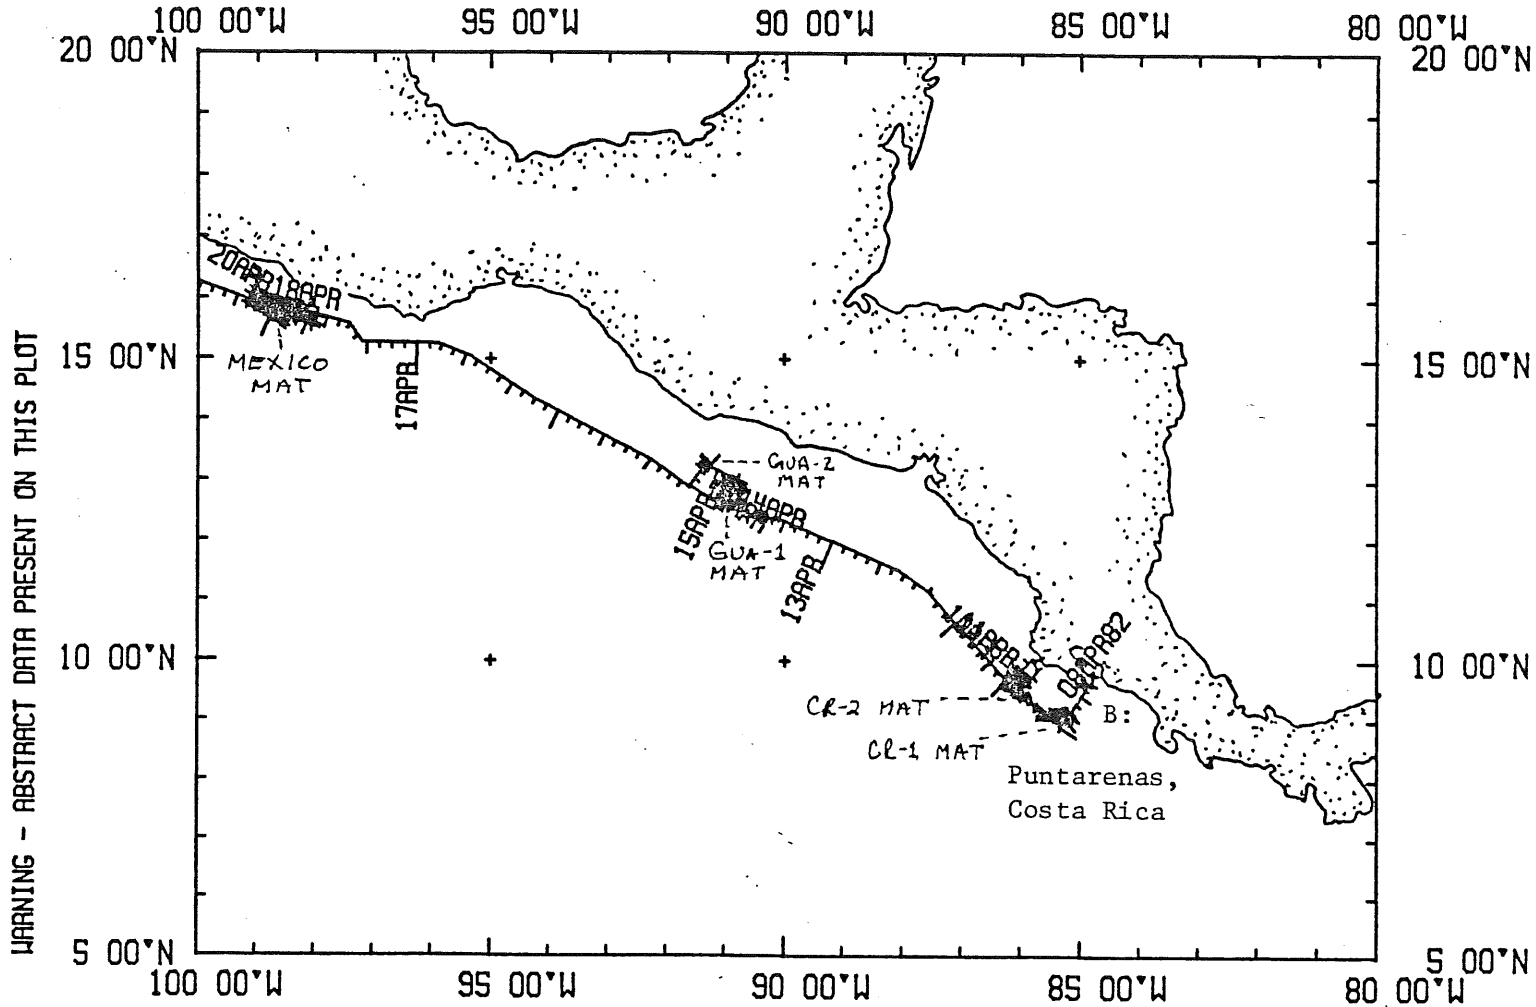 100 00'W 95 00'W 90 00'W 85 00'W 80 00'W
20 00'N 20 00'N
20APR 18APR
MEXICO
MAT
15 00'N 15 00'N
17APR
GUA-2
MAT
14APR
15APR
GUA-1
MAT
13APR
10 00'N 10 00'N
APR82
CR-2 MAT
B:
CR-1 MAT
Puntarenas,
Costa Rica
5 00'N 5 00'N
100 00'W 95 00'W 90 00'W 85 00'W 80 00'W
WARNING - ABSTRACT DATA PRESENT ON THIS PLOT